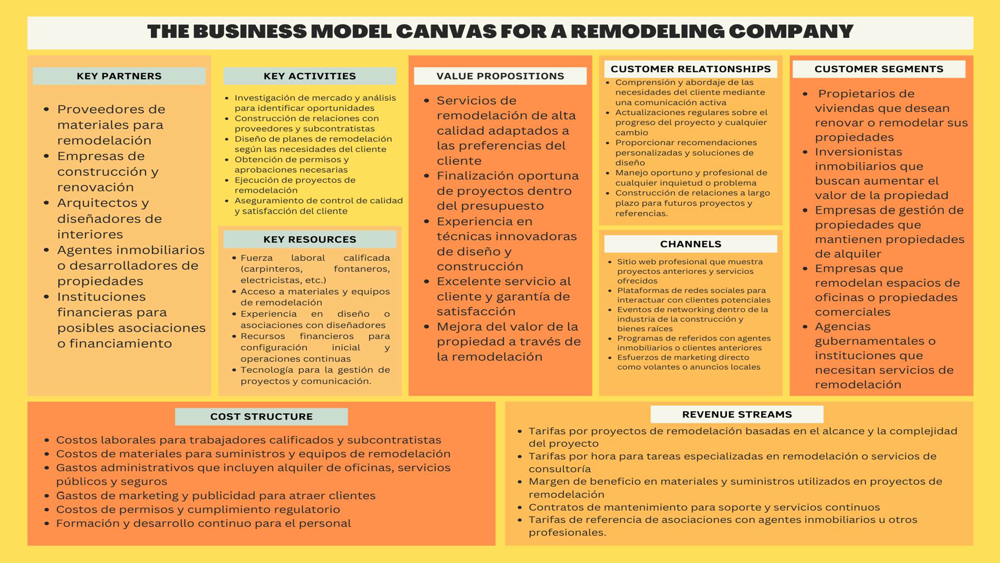 THE BUSINESS MODEL CANVAS FOR A REMODELING COMPANY
KEY PARTNERS
• Proveedores de
materiales para
remodelación
• Empresas de
construcción y
renovación
• Arquitectos y
diseñadores de
interiores
• Agentes inmobiliarios
o desarrolladores de
propiedades
• Instituciones
financieras para
posibles asociaciones
o financiamiento
KEY ACTIVITIES
• Investigación de mercado y análisis
para identificar oportunidades
• Construcción de relaciones con
proveedores y subcontratistas
• Diseño de planes de remodelación
según las necesidades del cliente
• Obtención de permisos y
aprobaciones necesarias
• Ejecución de proyectos de
remodelación
• Aseguramiento de control de calidad
y satisfacción del cliente
KEY RESOURCES
• Fuerza laboral calificada
(carpinteros, fontaneros,
electricistas, etc.)
• Acceso a materiales y equipos
de remodelación
• Experiencia en diseño o
asociaciones con diseñadores
• Recursos financieros para
configuración inicial y
operaciones continuas
• Tecnología para la gestión de
proyectos y comunicación.
VALUE PROPOSITIONS
• Servicios de
remodelación de alta
calidad adaptados a
las preferencias del
cliente
• Finalización oportuna
de proyectos dentro
del presupuesto
• Experiencia en
técnicas innovadoras
de diseño y
construcción
• Excelente servicio al
cliente y garantía de
satisfacción
• Mejora del valor de la
propiedad a través de
la remodelación
CUSTOMER RELATIONSHIPS
• Comprensión y abordaje de las
necesidades del cliente mediante
una comunicación activa
• Actualizaciones regulares sobre el
progreso del proyecto y cualquier
cambio
• Proporcionar recomendaciones
personalizadas y soluciones de
diseño
• Manejo oportuno y profesional de
cualquier inquietud o problema
• Construcción de relaciones a largo
plazo para futuros proyectos y
referencias.
CHANNELS
• Sitio web profesional que muestra
proyectos anteriores y servicios
ofrecidos
• Plataformas de redes sociales para
interactuar con clientes potenciales
• Eventos de networking dentro de la
industria de la construcción y
bienes raíces
• Programas de referidos con agentes
inmobiliarios o clientes anteriores
• Esfuerzos de marketing directo
como volantes o anuncios locales
CUSTOMER SEGMENTS
• Propietarios de
viviendas que desean
renovar o remodelar sus
propiedades
• Inversionistas
inmobiliarios que
buscan aumentar el
valor de la propiedad
• Empresas de gestión de
propiedades que
mantienen propiedades
de alquiler
• Empresas que
remodelan espacios de
oficinas o propiedades
comerciales
• Agencias
gubernamentales o
instituciones que
necesitan servicios de
remodelación
COST STRUCTURE
• Costos laborales para trabajadores calificados y subcontratistas
• Costos de materiales para suministros y equipos de remodelación
• Gastos administrativos que incluyen alquiler de oficinas, servicios
públicos y seguros
• Gastos de marketing y publicidad para atraer clientes
• Costos de permisos y cumplimiento regulatorio
• Formación y desarrollo continuo para el personal
REVENUE STREAMS
• Tarifas por proyectos de remodelación basadas en el alcance y la complejidad
del proyecto
• Tarifas por hora para tareas especializadas en remodelación o servicios de
consultoría
• Margen de beneficio en materiales y suministros utilizados en proyectos de
remodelación
• Contratos de mantenimiento para soporte y servicios continuos
• Tarifas de referencia de asociaciones con agentes inmobiliarios u otros
profesionales.